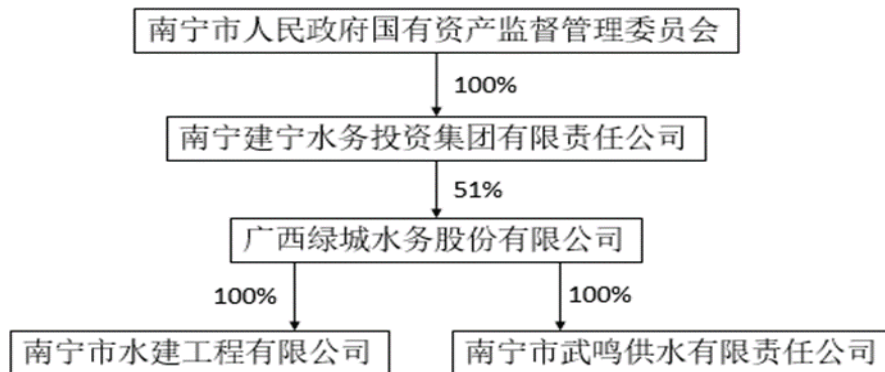 南宁市人民政府国有资产监督管理委员会
100%
南宁建宁水务投资集团有限责任公司
51%
广西绿城水务股份有限公司
100%
100%
南宁市水建工程有限公司
南宁市武鸣供水有限责任公司